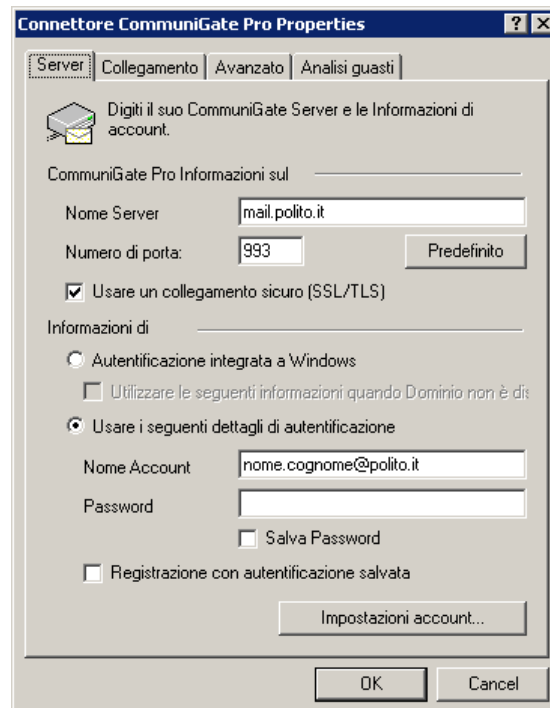 Connettore CommuniGate Pro Properties
Server Collegamento Avanzato Analisi guasti
Digiti il suo CommuniGate Server e le Informazioni di
account.
CommuniGate Pro Informazioni sul
Nome Server mail.polito.it
Numero di porta: 993 Predefinito
Usare un collegamento sicuro (SSL/TLS)
Informazioni di
Autentificazione integrata a Windows
Utilizzare le seguenti informazioni quando Dominio non è dis
Usare i seguenti dettagli di autentificazione
Nome Account nome.cognome@polito.it
Password
Salva Password
Registrazione con autentificazione salvata
Impostazioni account...
OK Cancel